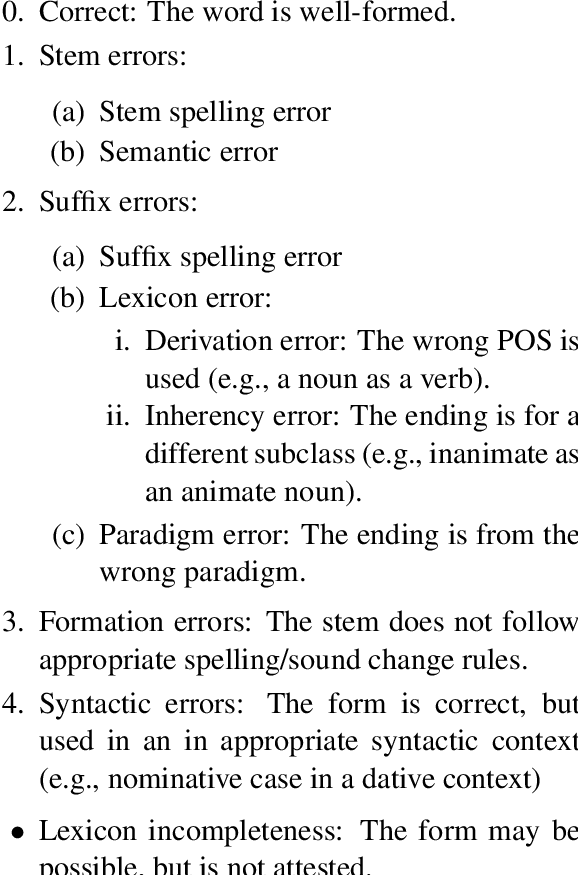 0. Correct: The word is well-formed.
1. Stem errors:
(a) Stem spelling error
(b) Semantic error
2. Suffix errors:
(a) Suffix spelling error
(b) Lexicon error:
i. Derivation error: The wrong POS is
used (e.g., a noun as a verb).
ii. Inherency error: The ending is for a
different subclass (e.g., inanimate as
an animate noun).
(c) Paradigm error: The ending is from the
wrong paradigm.
3. Formation errors: The stem does not follow
appropriate spelling/sound change rules.
4. Syntactic errors: The form is correct, but
used in an in appropriate syntactic context
(e.g., nominative case in a dative context)
• Lexicon incompleteness: The form may be
possible, but is not attested.